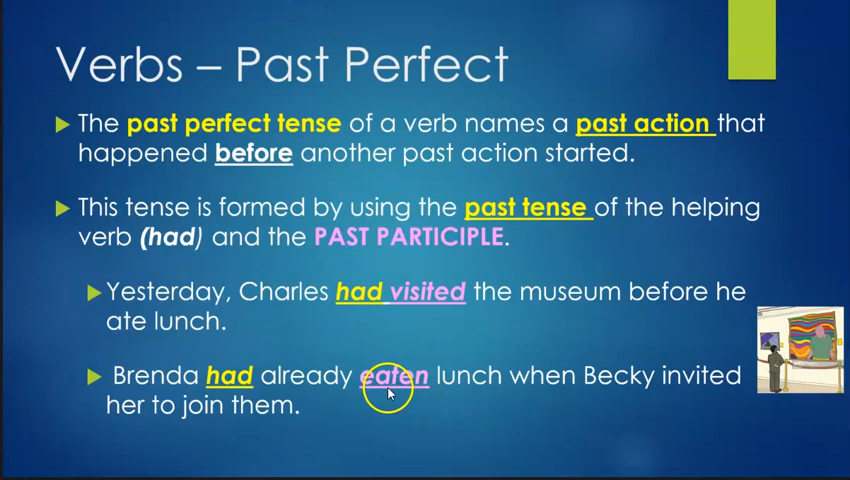 Verbs – Past Perfect
The past perfect tense of a verb names a past action that
happened before another past action started.
This tense is formed by using the past tense of the helping
verb (had) and the PAST PARTICIPLE.
Yesterday, Charles had visited the museum before he
ate lunch.
Brenda had already eaten lunch when Becky invited
her to join them.